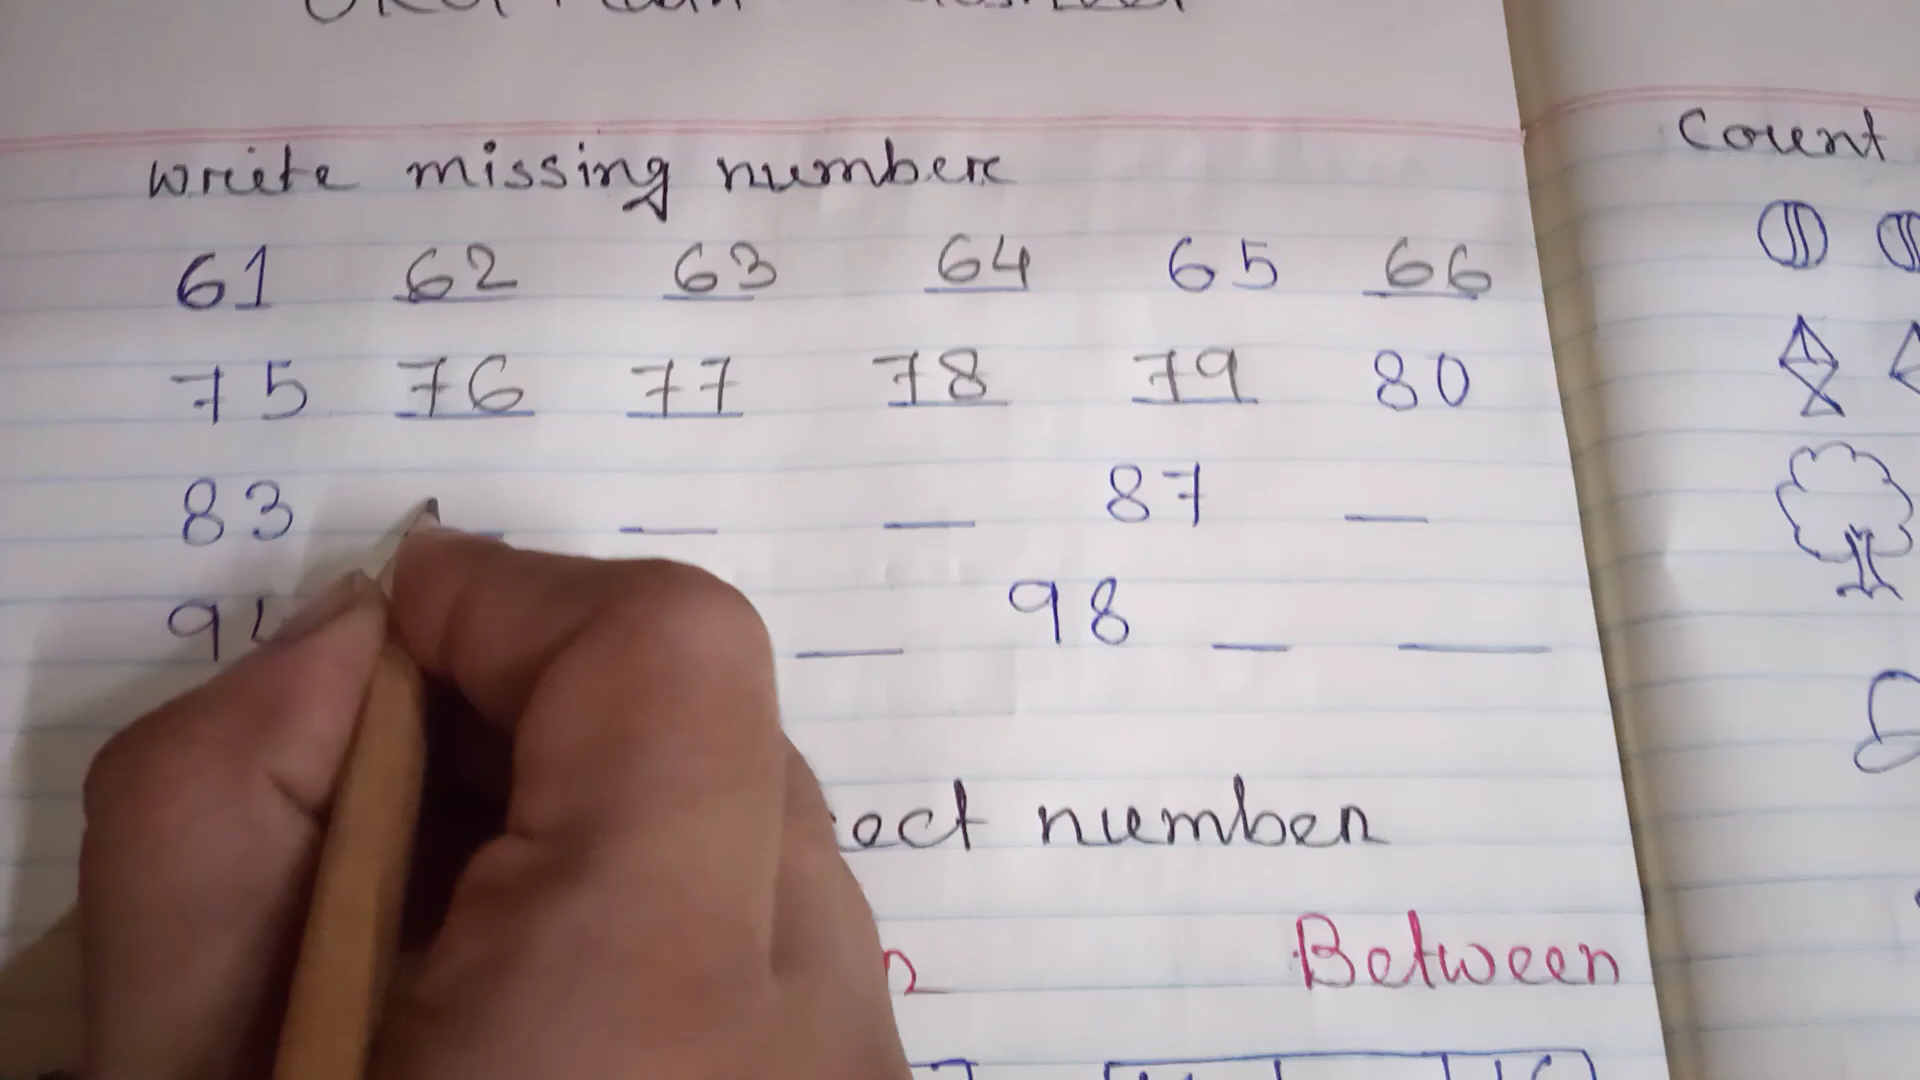 write missing number
61 62 63 64 65 66
75 76 77 78 79 80
83 _ _ _ 87 _
94 _ 98 _ _
number
Between
Count